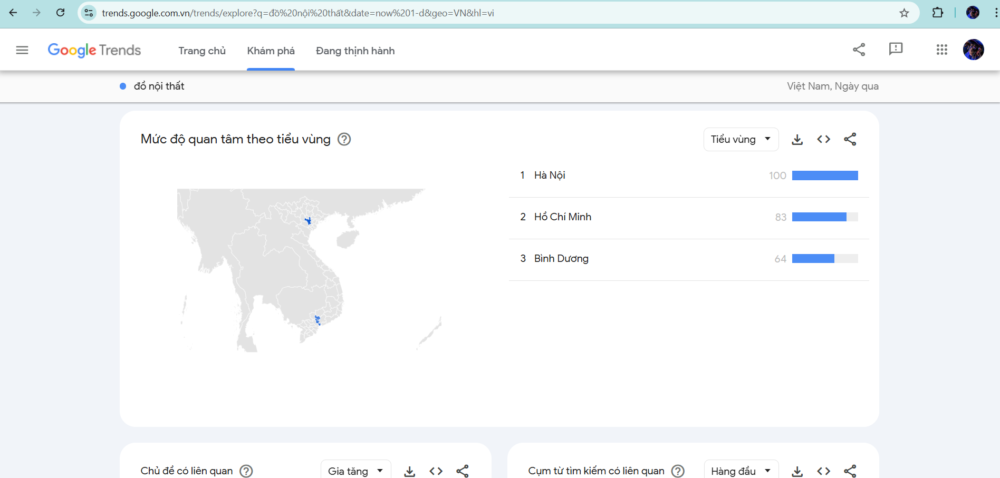 trends.google.com.vn/trends/explore?q=đồ%20nội%20thất&date=now%201-d&geo=VN&hl=vi
Google Trends
Trang chủ
Khám phá
Đang thịnh hành
đồ nội thất
Việt Nam, Ngày qua
Mức độ quan tâm theo tiểu vùng
Tiểu vùng
1 Hà Nội 100
2 Hồ Chí Minh 83
3 Bình Dương 64
Chủ đề có liên quan
Gia tăng
Cụm từ tìm kiếm có liên quan
Hàng đầu